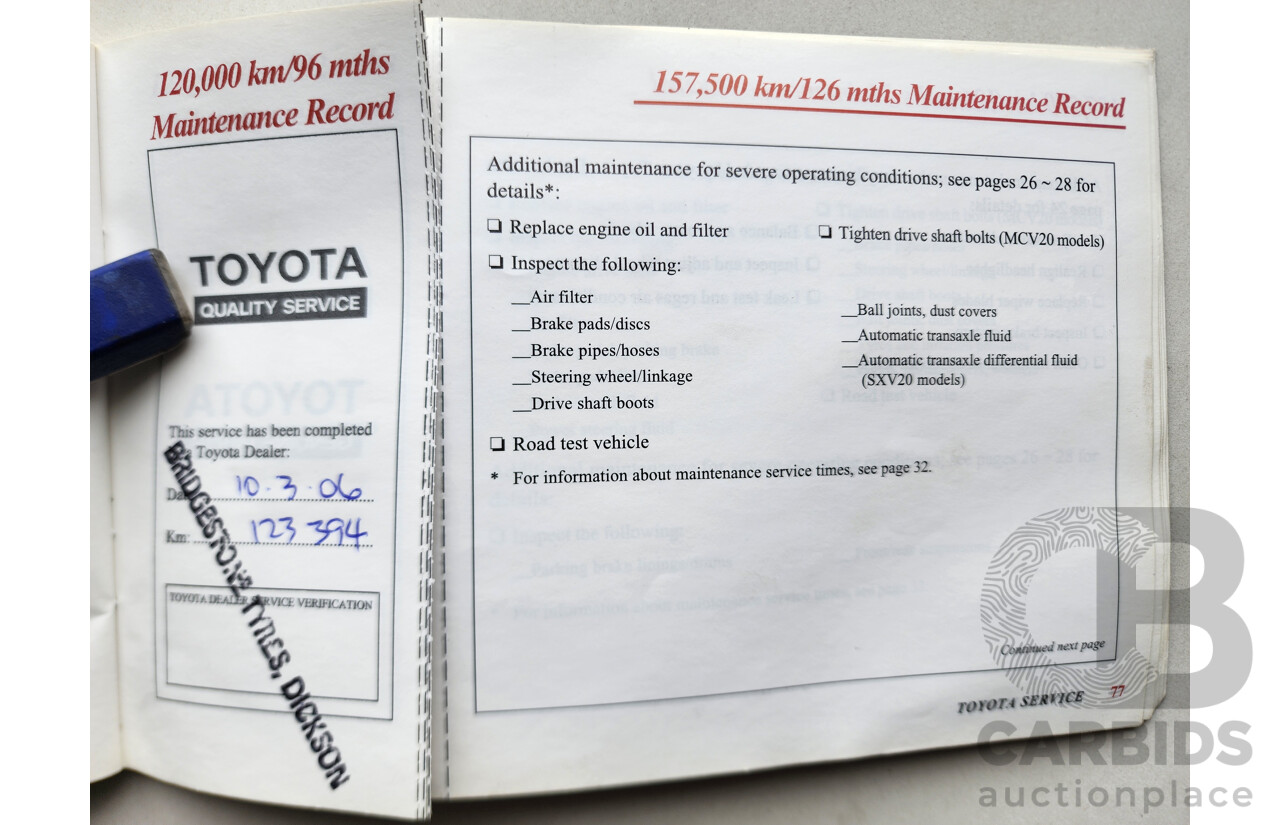 120,000 km/96 mths
Maintenance Record
TOYOTA
QUALITY SERVICE
This service has been completed
a Toyota Dealer:
Da 10.3.06
Km: 123 394
TOYOTA DEALER SERVICE VERIFICATION
BRIDGESTONE TYRES, DICKSON
157,500 km/126 mths Maintenance Record
Additional maintenance for severe operating conditions; see pages 26 ~ 28 for
details*:
❏ Replace engine oil and filter
❏ Inspect the following:
__Air filter
__Brake pads/discs
__Brake pipes/hoses
__Steering wheel/linkage
__Drive shaft boots
❏ Tighten drive shaft bolts (MCV20 models)
__Ball joints, dust covers
__Automatic transaxle fluid
__Automatic transaxle differential fluid
(SXV20 models)
❏ Road test vehicle
* For information about maintenance service times, see page 32.
Continued next page
TOYOTA SERVICE 77
CB
CARBIDS
auctionplace